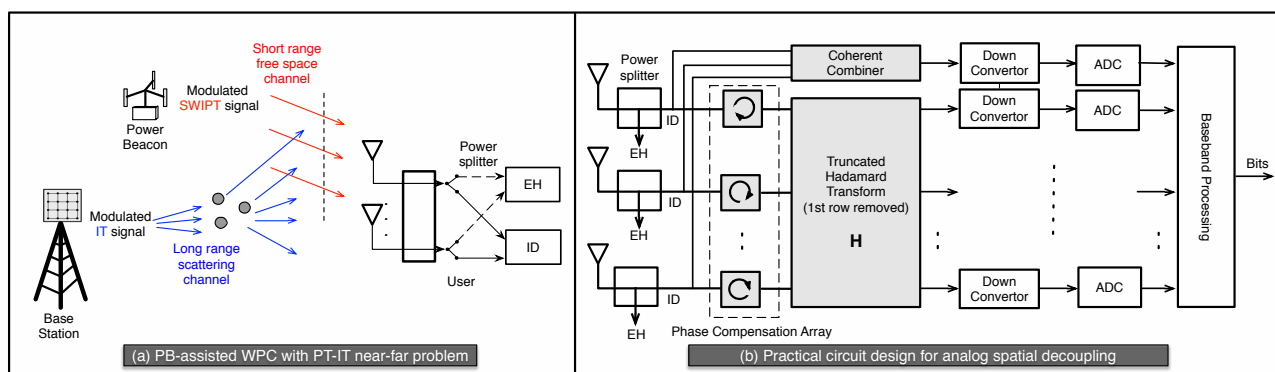 Short range
free space
channel
Modulated
SWIPT signal
Power
Beacon
Power
splitter
EH
Modulated
IT signal
ID
Long range
scattering
channel
User
Base
Station
(a) PB-assisted WPC with PT-IT near-far problem
Power
splitter
Coherent
Combiner
Down
Convertor
ADC
ID
EH
Down
Convertor
ADC
ID
EH
Truncated
Hadamard
Transform
(1st row removed)
H
Baseband Processing
Bits
ID
EH
Down
Convertor
ADC
Phase Compensation Array
(b) Practical circuit design for analog spatial decoupling